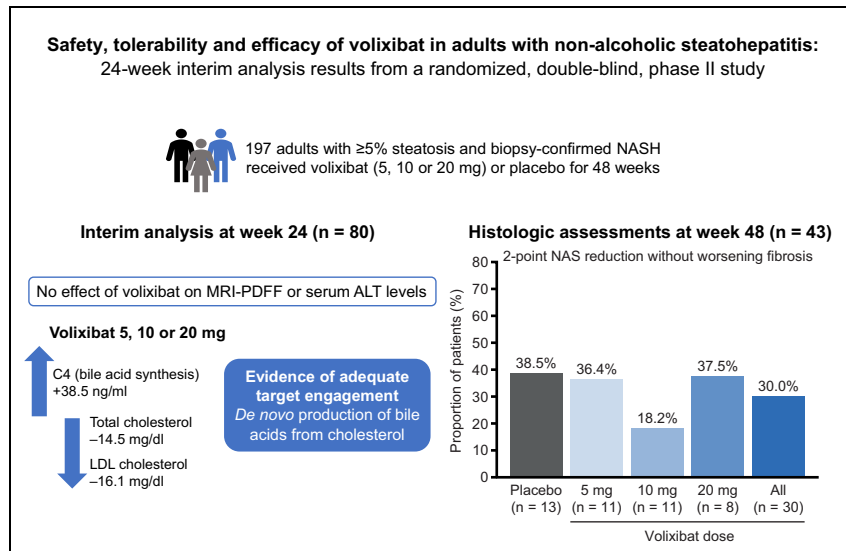 Safety, tolerability and efficacy of volixibat in adults with non-alcoholic steatohepatitis:
24-week interim analysis results from a randomized, double-blind, phase II study
197 adults with ≥5% steatosis and biopsy-confirmed NASH
received volixibat (5, 10 or 20 mg) or placebo for 48 weeks
Interim analysis at week 24 (n = 80)
No effect of volixibat on MRI-PDFF or serum ALT levels
Volixibat 5, 10 or 20 mg
C4 (bile acid synthesis)
+38.5 ng/ml
Total cholesterol
–14.5 mg/dl
LDL cholesterol
–16.1 mg/dl
Evidence of adequate
target engagement
De novo production of bile
acids from cholesterol
Histologic assessments at week 48 (n = 43)
2-point NAS reduction without worsening fibrosis
Proportion of patients (%)
80
70
60
50
40
30
20
10
0
38.5%
36.4%
18.2%
37.5%
30.0%
Placebo 5 mg 10 mg 20 mg All
(n = 13) (n = 11) (n = 11) (n = 8) (n = 30)
Volixibat dose